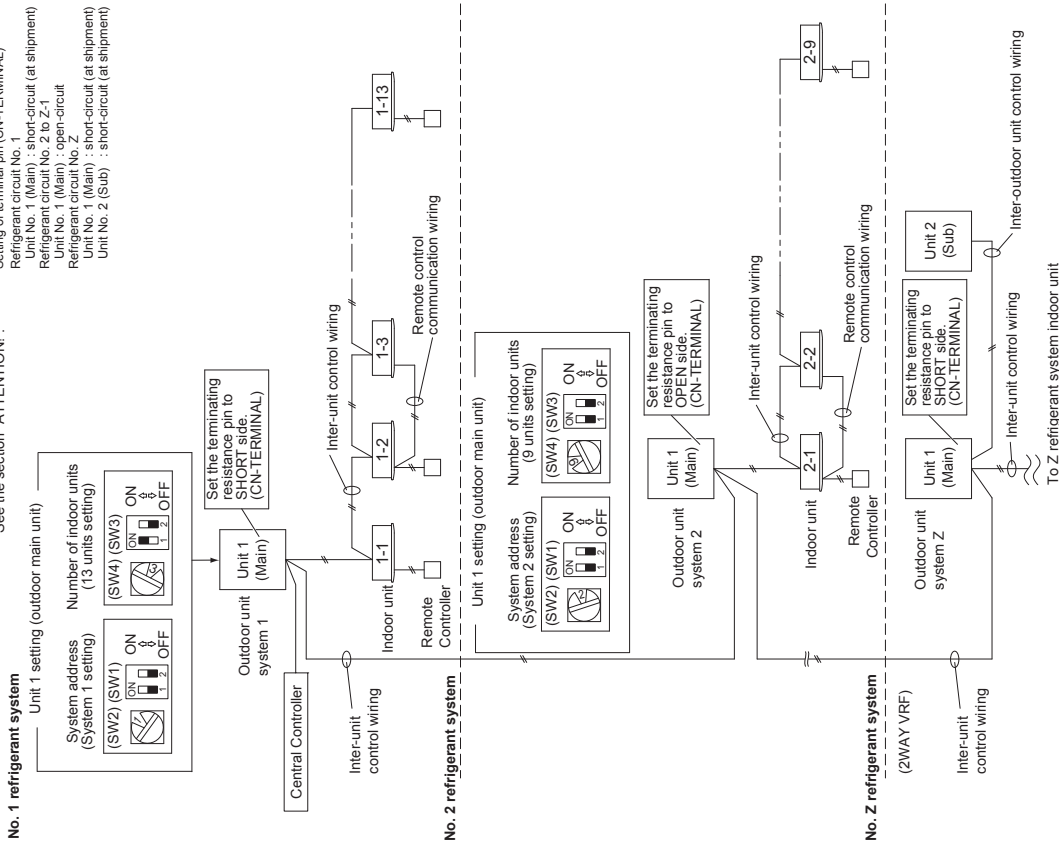 See the section "ATTENTION!".
Setting of terminal pin (CN-TERMINAL)
Refrigerant circuit No. 1
Unit No. 1 (Main) : short-circuit (at shipment)
Refrigerant circuit No. 2 to Z-1
Unit No. 1 (Main) : open-circuit
Refrigerant circuit No. Z
Unit No. 1 (Main) : short-circuit (at shipment)
Unit No. 2 (Sub) : short-circuit (at shipment)
No. 1 refrigerant system
Unit 1 setting (outdoor main unit)
System address
(System 1 setting)
(SW2) (SW1)
1
ON
1 2
ON
OFF
Number of indoor units
(13 units setting)
(SW4) (SW3)
3
ON
1 2
ON
OFF
Unit 1
(Main)
Set the terminating
resistance pin to
SHORT side.
(CN-TERMINAL)
Outdoor unit
system 1
Central Controller
Inter-unit control wiring
1-1
1-2
1-3
1-13
Indoor unit
Remote
Controller
Remote control
communication wiring
Inter-unit
control wiring
No. 2 refrigerant system
Unit 1 setting (outdoor main unit)
System address
(System 2 setting)
(SW2) (SW1)
2
ON
1 2
ON
OFF
Number of indoor units
(9 units setting)
(SW4) (SW3)
9
ON
1 2
ON
OFF
Unit 1
(Main)
Set the terminating
resistance pin to
OPEN side.
(CN-TERMINAL)
Outdoor unit
system 2
Inter-unit control wiring
2-1
2-2
2-9
Indoor unit
Remote
Controller
Remote control
communication wiring
No. Z refrigerant system
(2WAY VRF)
Inter-unit
control wiring
Outdoor unit
system Z
Unit 1
(Main)
Set the terminating
resistance pin to
SHORT side.
(CN-TERMINAL)
Unit 2
(Sub)
Inter-unit control wiring
Inter-outdoor unit control wiring
To Z refrigerant system indoor unit